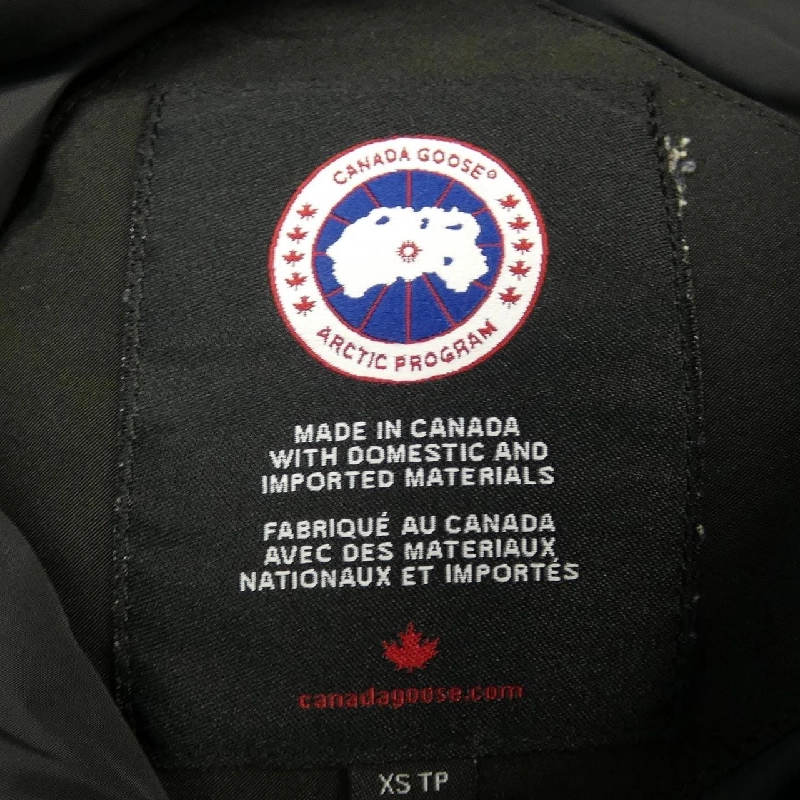 CANADA GOOSE®
ARCTIC PROGRAM
MADE IN CANADA
WITH DOMESTIC AND
IMPORTED MATERIALS
FABRIQUÉ AU CANADA
AVEC DES MATERIAUX
NATIONAUX ET IMPORTÉS
canadagoose.com
XS TP